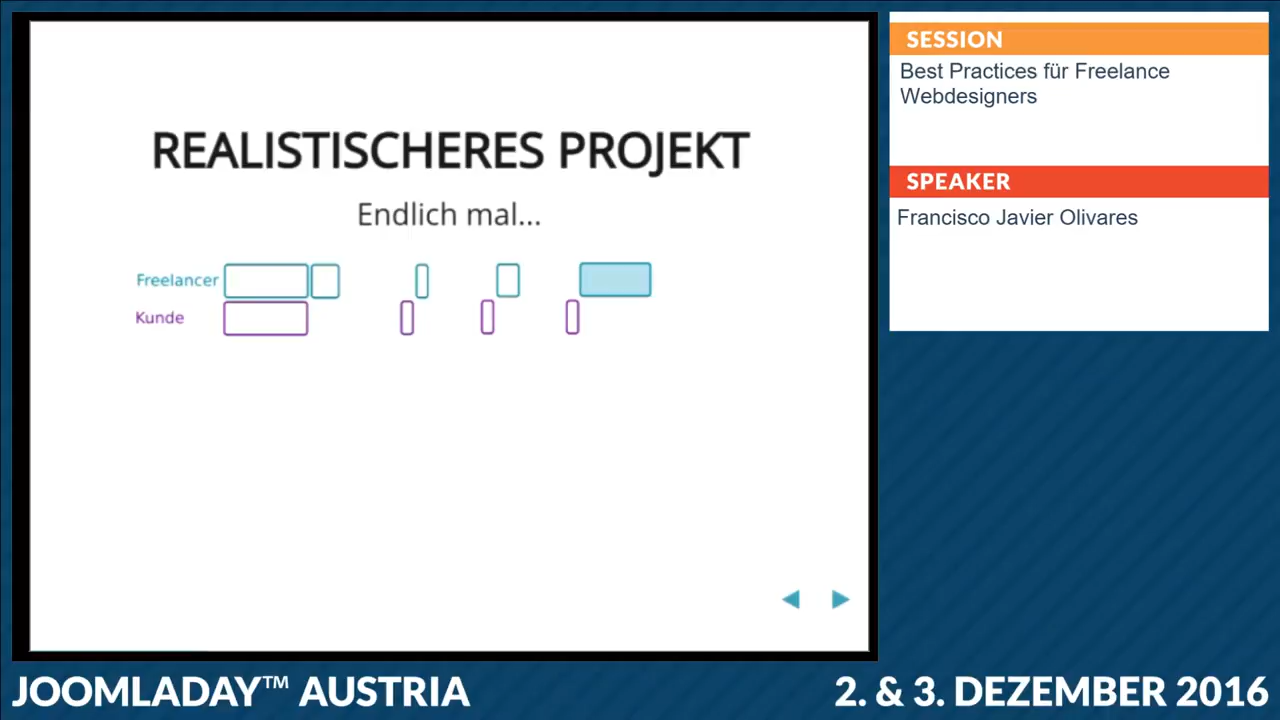 REALISTISCHERES PROJEKT
Endlich mal...
Freelancer
Kunde
SESSION
Best Practices für Freelance
Webdesigners
SPEAKER
Francisco Javier Olivares
JOOMLADAY™ AUSTRIA
2. & 3. DEZEMBER 2016